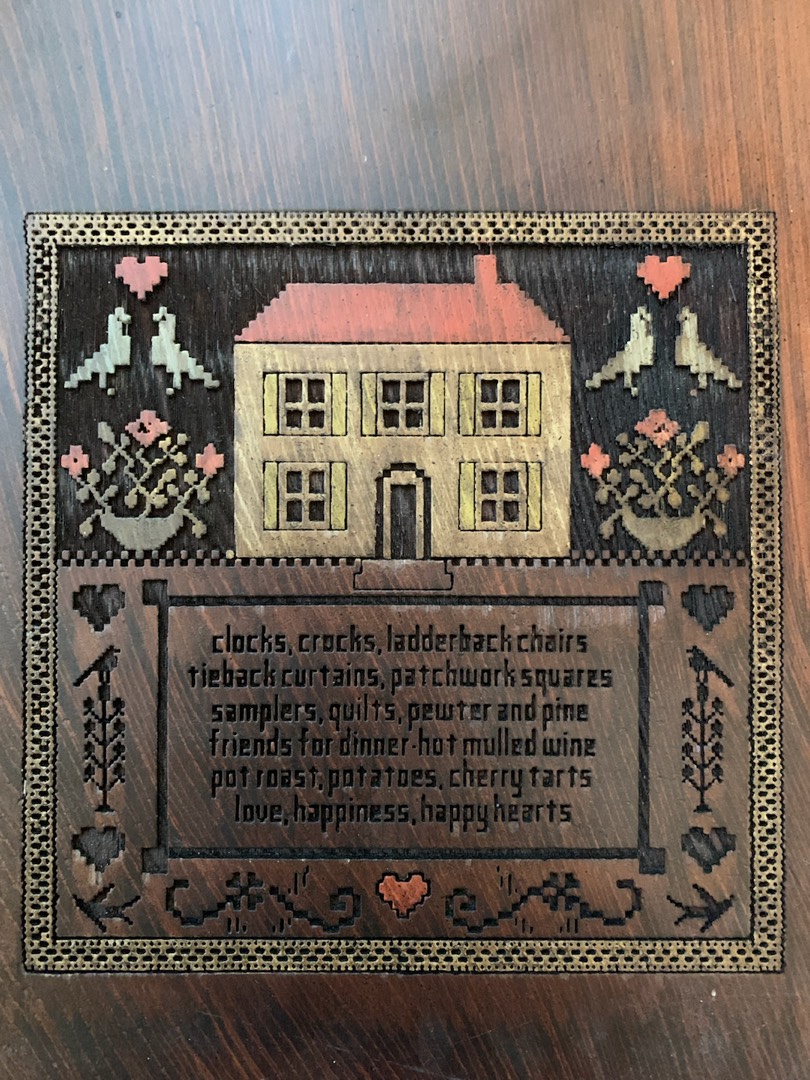 clocks, crocks, ladderback chairs
tieback curtains, patchwork squares
samplers, quilts, pewter and pine
friends for dinner-hot mulled wine
pot roast, potatoes, cherry tarts
love, happiness, happy hearts